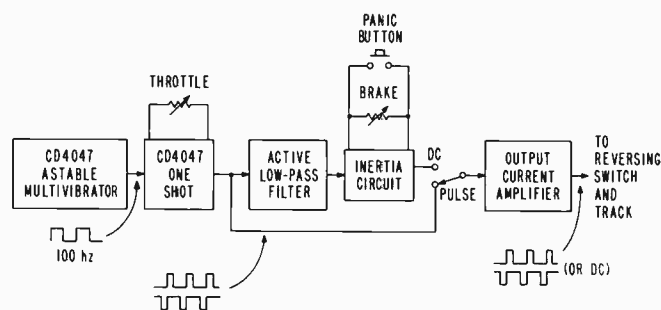 PANIC
BUTTON
THROTTLE
BRAKE
CD4047
ASTABLE
MULTIVIBRATOR
CD4047
ONE
SHOT
ACTIVE
LOW-PASS
FILTER
INERTIA
CIRCUIT
DC
PULSE
OUTPUT
CURRENT
AMPLIFIER
TO
REVERSING
SWITCH
AND
TRACK
100 hz
(OR DC)